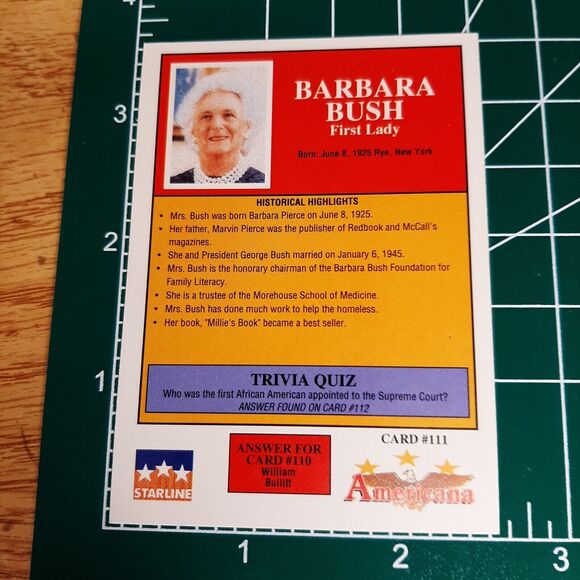 BARBARA
BUSH
First Lady
Born: June 8, 1925 Rye, New York
HISTORICAL HIGHLIGHTS
• Mrs. Bush was born Barbara Pierce on June 8, 1925.
• Her father, Marvin Pierce was the publisher of Redbook and McCall's
magazines.
• She and President George Bush married on January 6, 1945.
• Mrs. Bush is the honorary chairman of the Barbara Bush Foundation for
Family Literacy.
• She is a trustee of the Morehouse School of Medicine.
• Mrs. Bush has done much work to help the homeless.
• Her book, "Millie's Book" became a best seller.
TRIVIA QUIZ
Who was the first African American appointed to the Supreme Court?
ANSWER FOUND ON CARD #112
STARLINE
ANSWER FOR
CARD #110
William
Bullitt
CARD #111
Americana
3
2
1
1
2
3